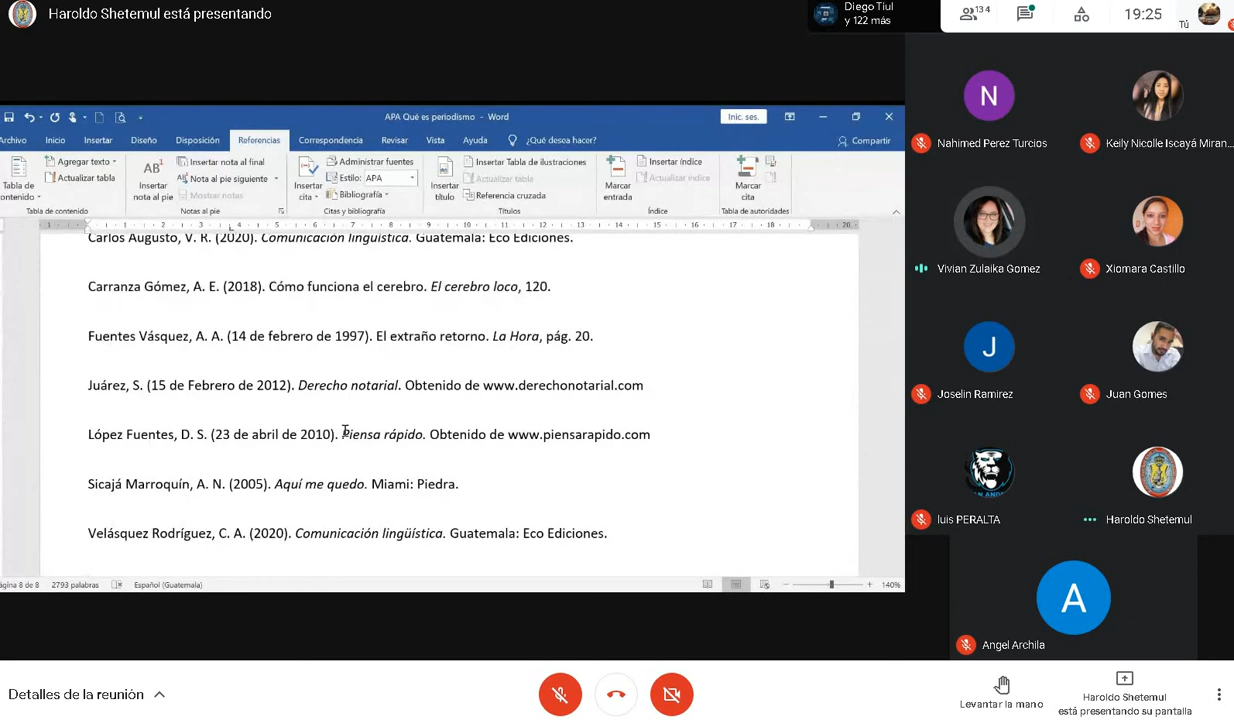 Haroldo Shetemul está presentando
Diego Tiul
y 122 más
134
19:25
Tú
APA Qué es periodismo - Word
Inic. ses.
Archivo Inicio Insertar Diseño Disposición Referencias Correspondencia Revisar Vista Ayuda ¿Qué desea hacer? Compartir
Tabla de contenido
Agregar texto
Actualizar tabla
Tabla de contenido
AB1
Insertar nota al pie
Insertar nota al final
Nota al pie siguiente
Mostrar notas
Notas al pie
Insertar cita
Administrar fuentes
Estilo: APA
Bibliografía
Citas y bibliografía
Insertar título
Insertar Tabla de ilustraciones
Actualizar tabla
Referencia cruzada
Títulos
Marcar entrada
Insertar índice
Actualizar índice
Índice
Marcar cita
Tabla de autoridades
Carlos Augusto, V. R. (2020). Comunicación lingüística. Guatemala: Eco Ediciones.
Carranza Gómez, A. E. (2018). Cómo funciona el cerebro. El cerebro loco, 120.
Fuentes Vásquez, A. A. (14 de febrero de 1997). El extraño retorno. La Hora, pág. 20.
Juárez, S. (15 de Febrero de 2012). Derecho notarial. Obtenido de www.derechonotarial.com
López Fuentes, D. S. (23 de abril de 2010). Piensa rápido. Obtenido de www.piensarapido.com
Sicajá Marroquín, A. N. (2005). Aquí me quedo. Miami: Piedra.
Velásquez Rodríguez, C. A. (2020). Comunicación lingüística. Guatemala: Eco Ediciones.
ágina 8 de 8 2793 palabras Español (Guatemala) 140%
N
Nahimed Perez Turcios
Keily Nicolle Iscayá Miran...
Vivian Zulaika Gomez
Xiomara Castillo
J
Joselin Ramirez
Juan Gomes
luis PERALTA
Haroldo Shetemul
A
Angel Archila
Detalles de la reunión
Levantar la mano
Haroldo Shetemul
está presentando su pantalla